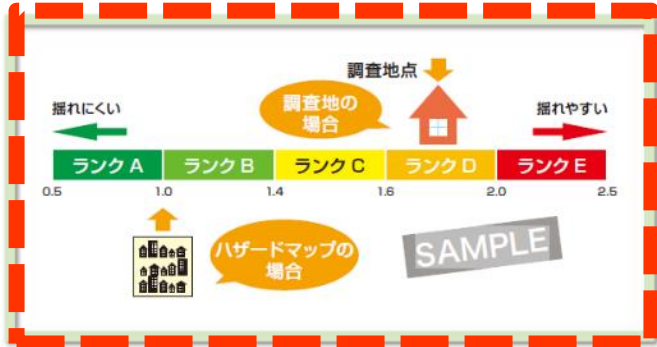 調査地点
調査地の
場合
揺れにくい
揺れやすい
ランク A
ランク B
ランク C
ランク D
ランク E
0.5
1.0
1.4
1.6
2.0
2.5
ハザードマップの
場合
SAMPLE